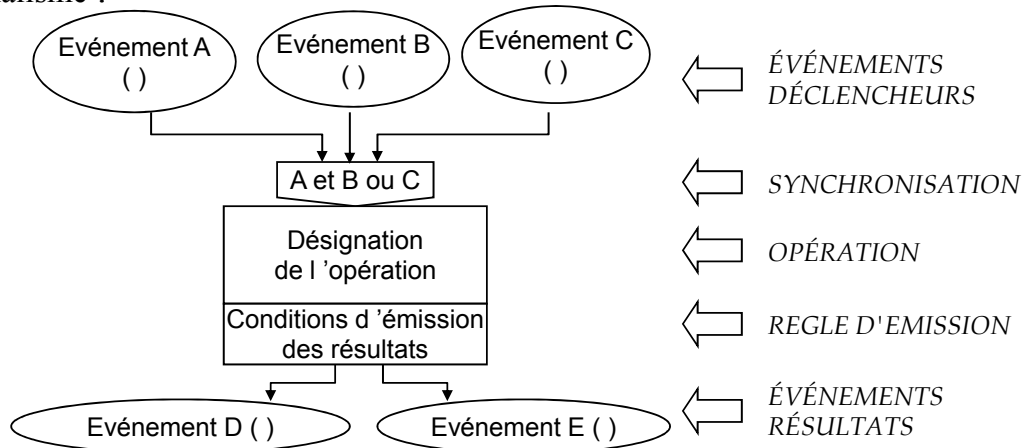 Evénement A
( )
Evénement B
( )
Evénement C
( )
ÉVÉNEMENTS
DÉCLENCHEURS
A et B ou C
SYNCHRONISATION
Désignation
de l ’opération
OPÉRATION
Conditions d ’émission
des résultats
REGLE D'EMISSION
Evénement D ( )
Evénement E ( )
ÉVÉNEMENTS
RÉSULTATS